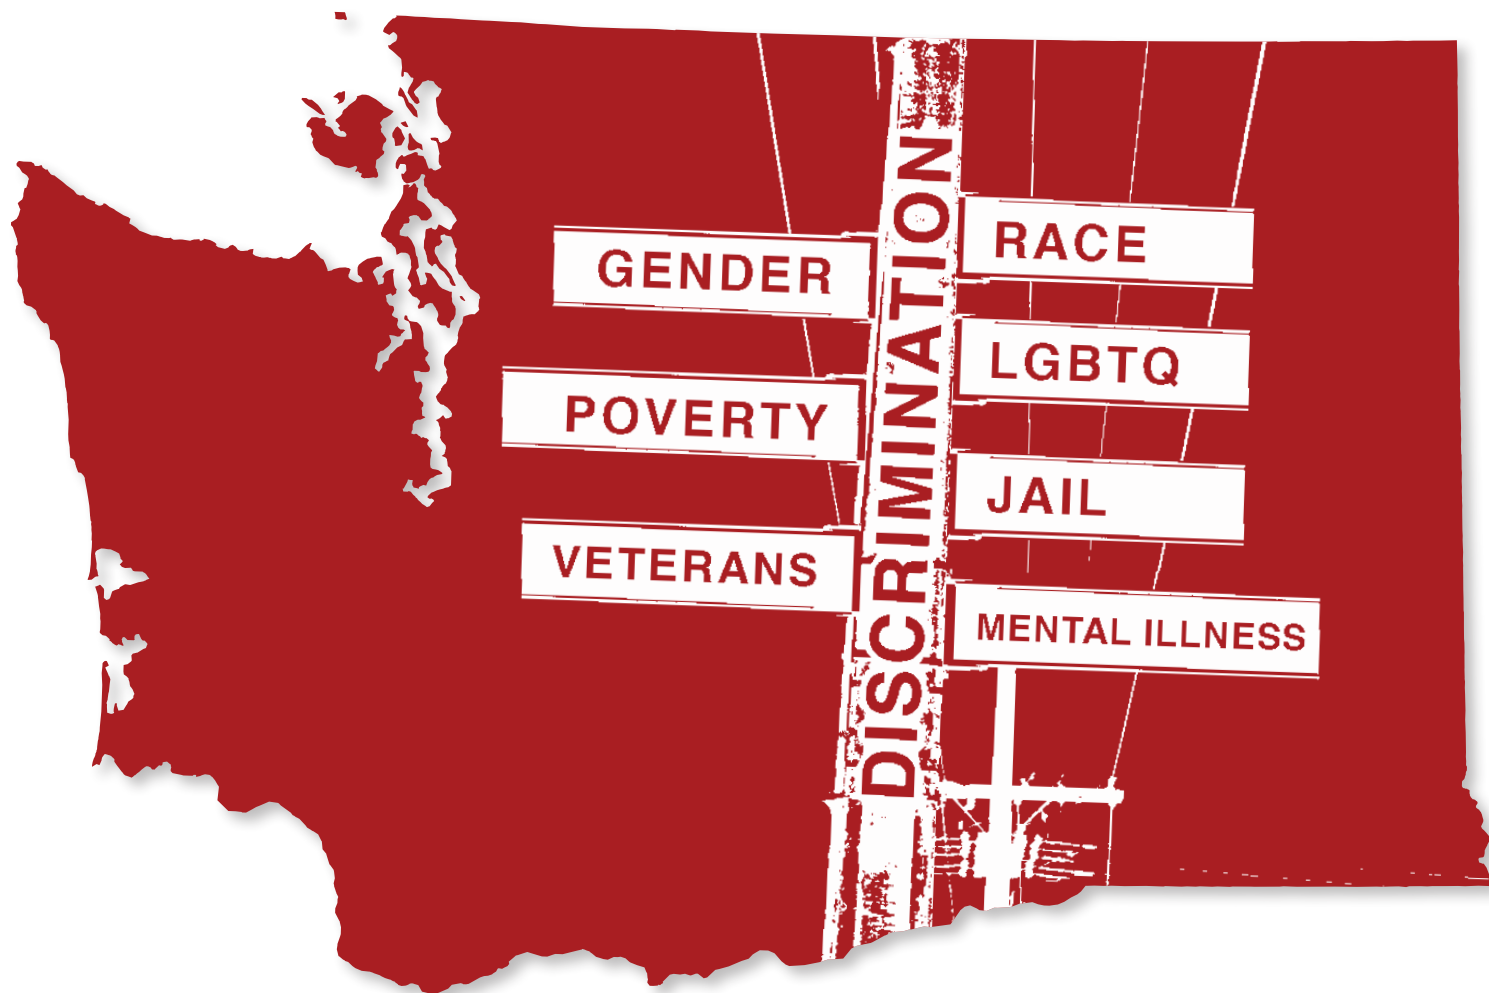 DISCRIMINATION
GENDER
POVERTY
VETERANS
RACE
LGBTQ
JAIL
MENTAL ILLNESS